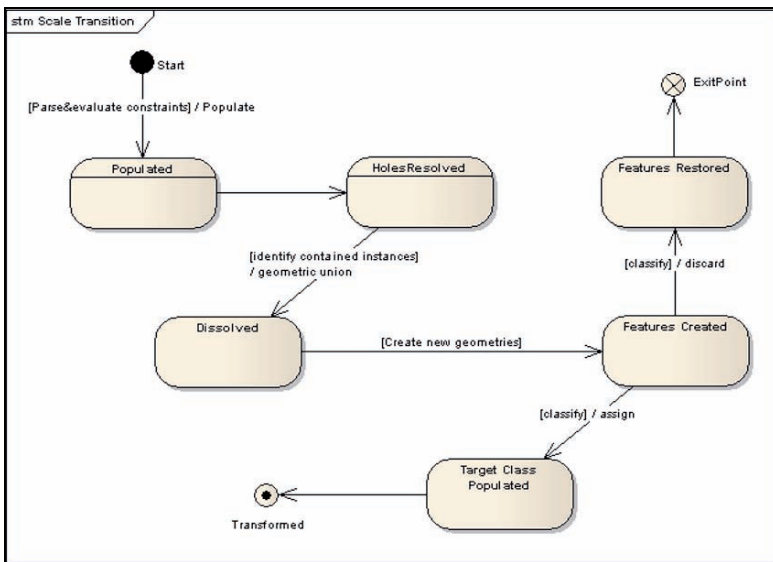 stm Scale Transition
Start
ExitPoint
[Parse&evaluate constraints] / Populate
Populated
HolesResolved
Features Restored
[identify contained instances]
/ geometric union
[classify] / discard
Dissolved
[Create new geometries]
Features Created
[classify] / assign
Target Class
Populated
Transformed